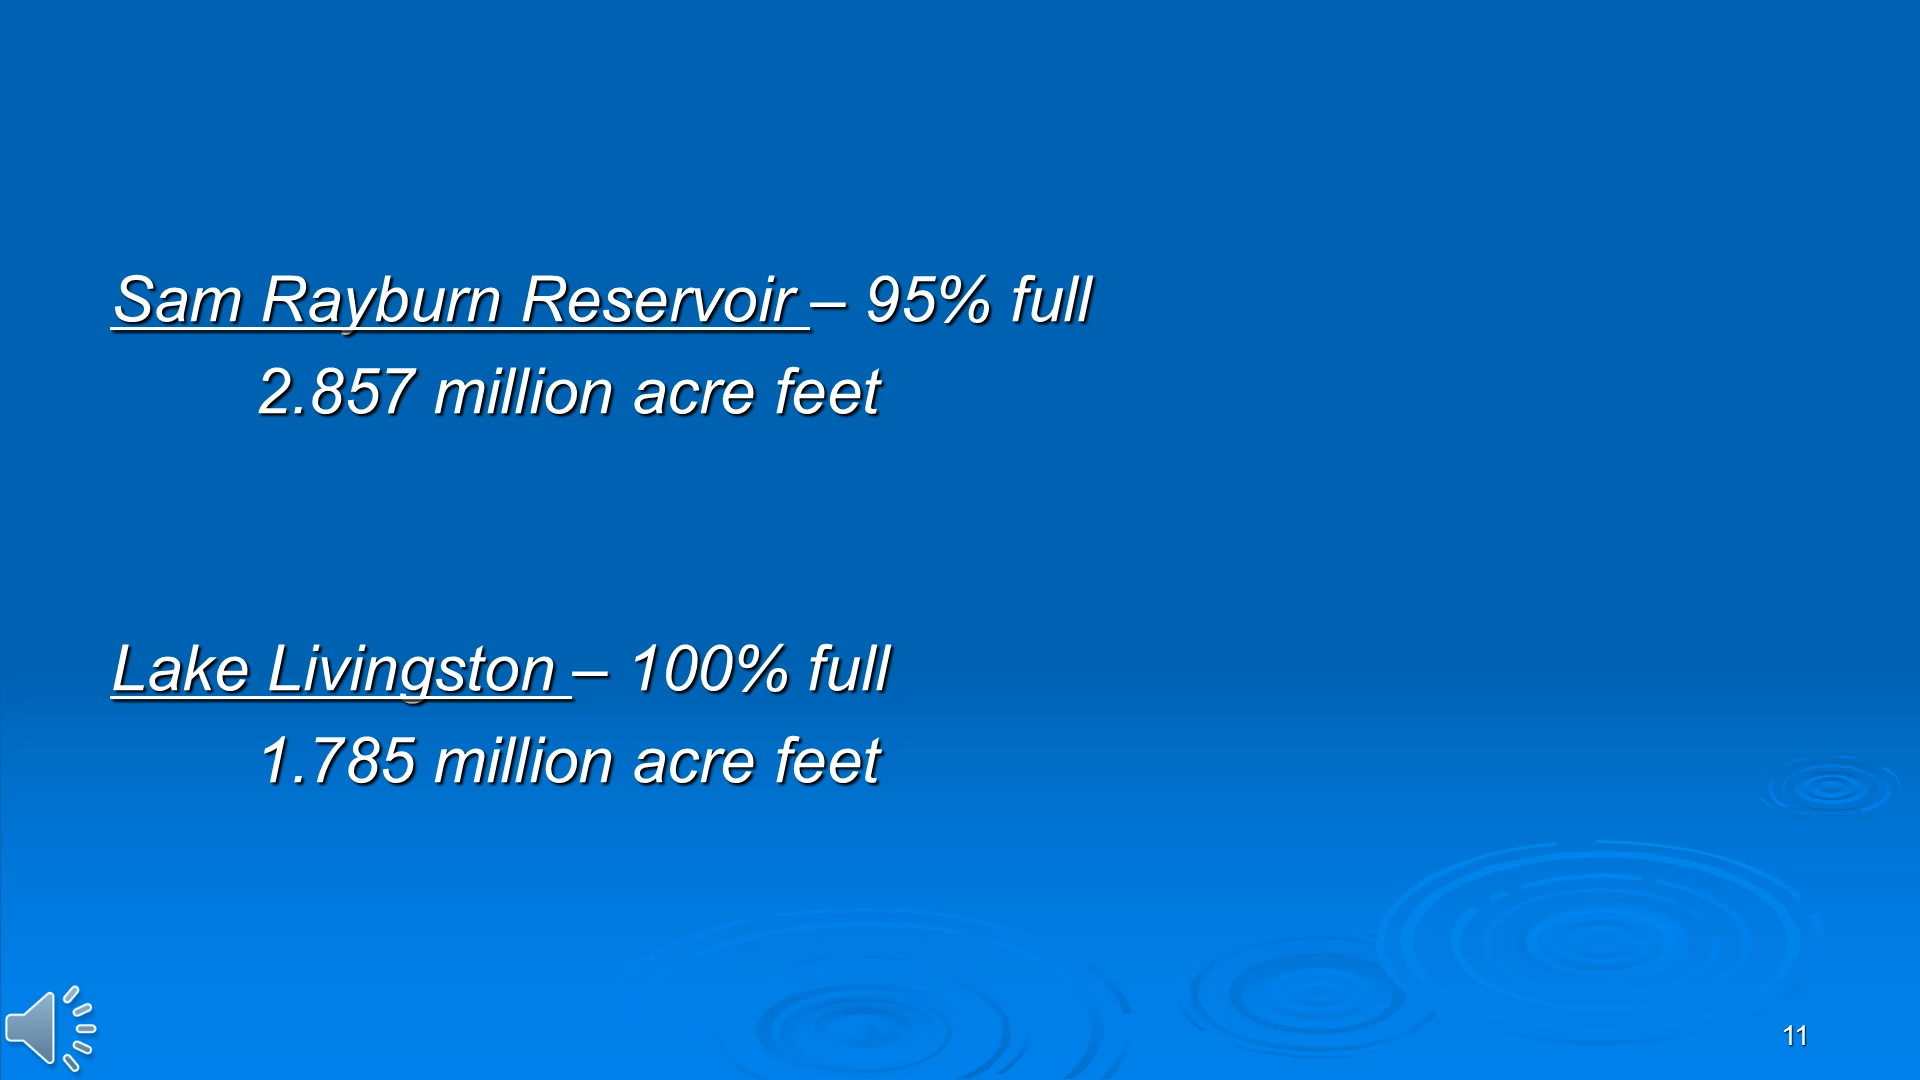 Sam Rayburn Reservoir – 95% full
2.857 million acre feet
Lake Livingston – 100% full
1.785 million acre feet
11